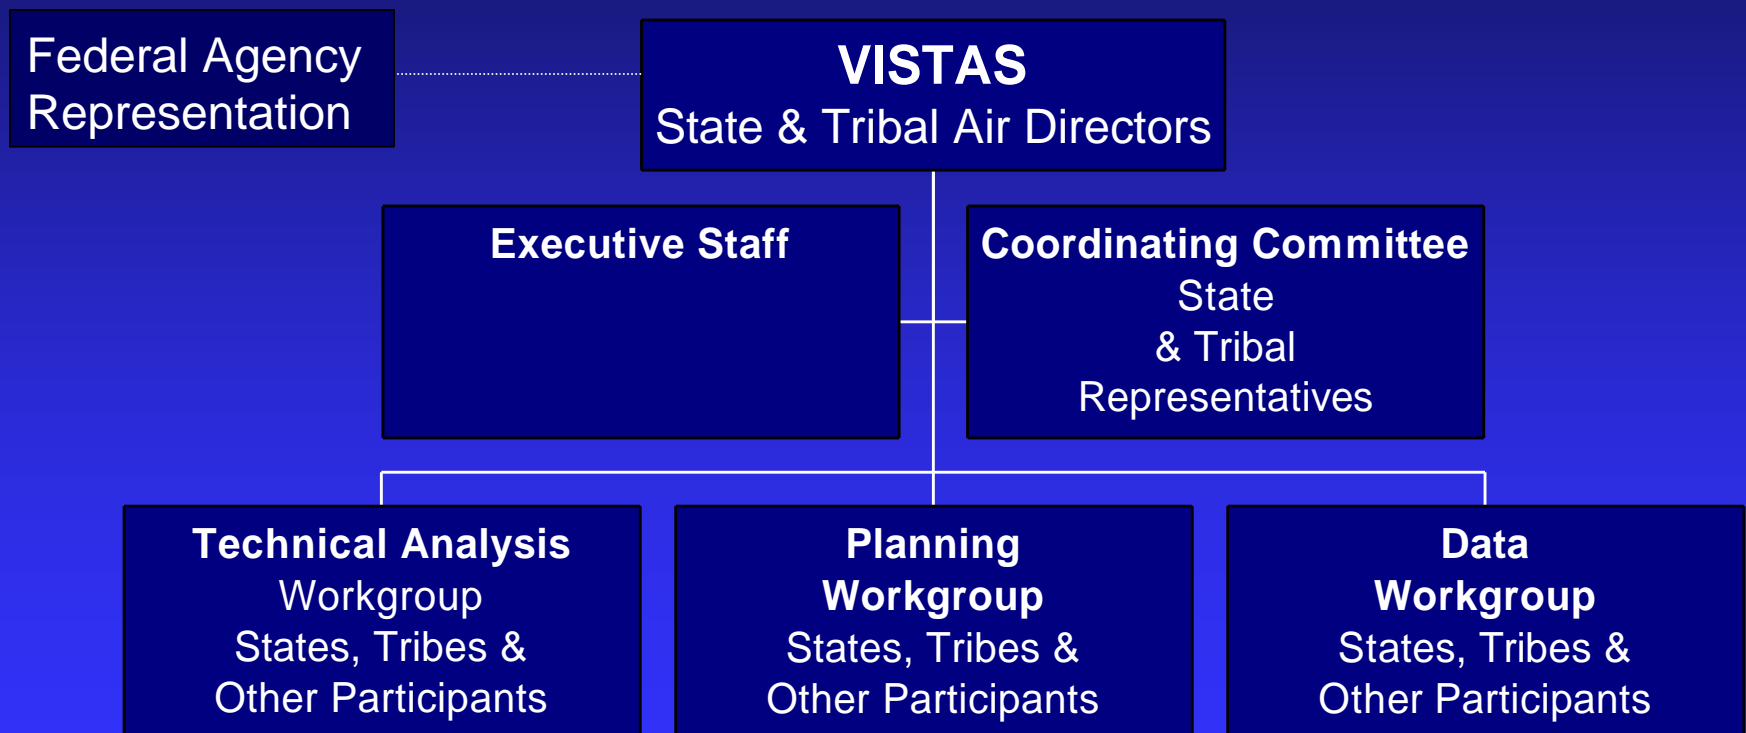 Federal Agency
Representation
VISTAS
State & Tribal Air Directors
Executive Staff
Coordinating Committee
State
& Tribal
Representatives
Technical Analysis
Workgroup
States, Tribes &
Other Participants
Planning
Workgroup
States, Tribes &
Other Participants
Data
Workgroup
States, Tribes &
Other Participants